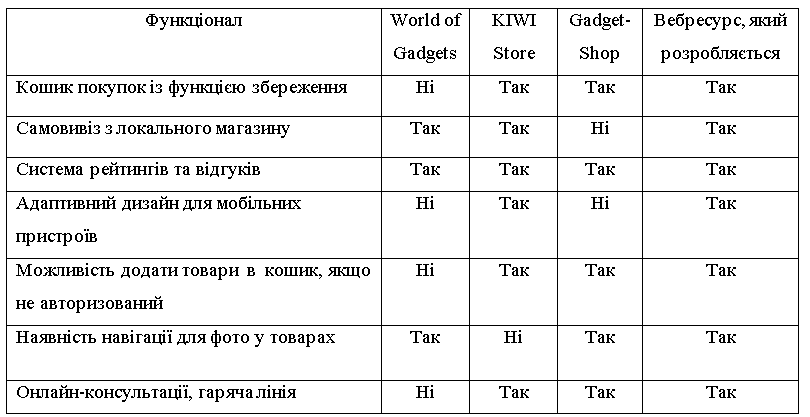 Функціонал World of Gadgets KIWI Store Gadget-Shop Вебресурс, який розробляється
Кошик покупок із функцією збереження Ні Так Так Так
Самовивіз з локального магазину Так Так Ні Так
Система рейтингів та відгуків Так Так Так Так
Адаптивний дизайн для мобільних пристроїв Ні Так Ні Так
Можливість додати товари в кошик, якщо не авторизований Ні Так Так Так
Наявність навігації для фото у товарах Так Ні Так Так
Онлайн-консультації, гаряча лінія Ні Так Так Так